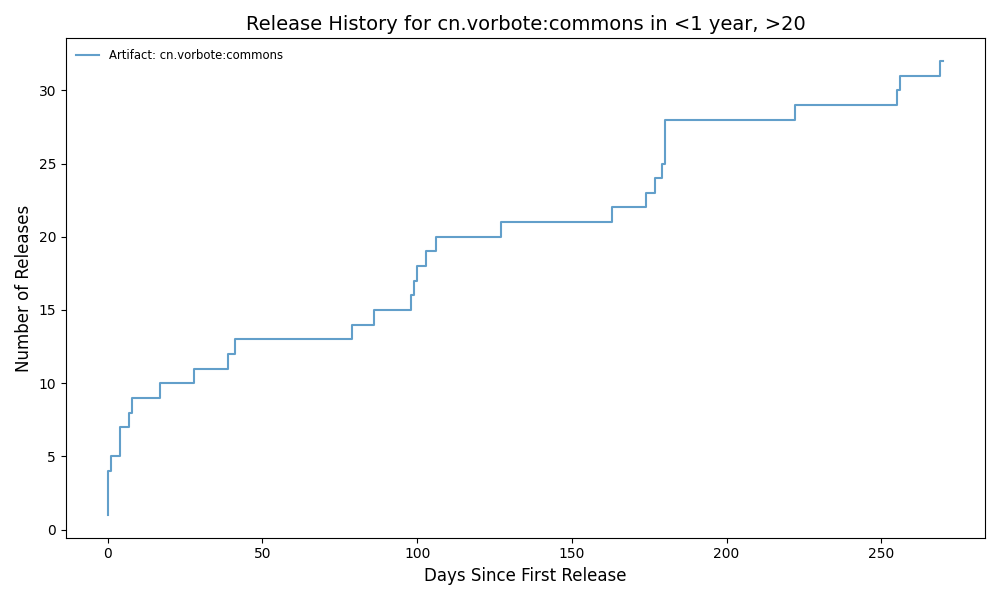 Release History for cn.vorbote:commons in <1 year, >20
Artifact: cn.vorbote:commons
Number of Releases
30
25
20
15
10
5
0
0 50 100 150 200 250
Days Since First Release